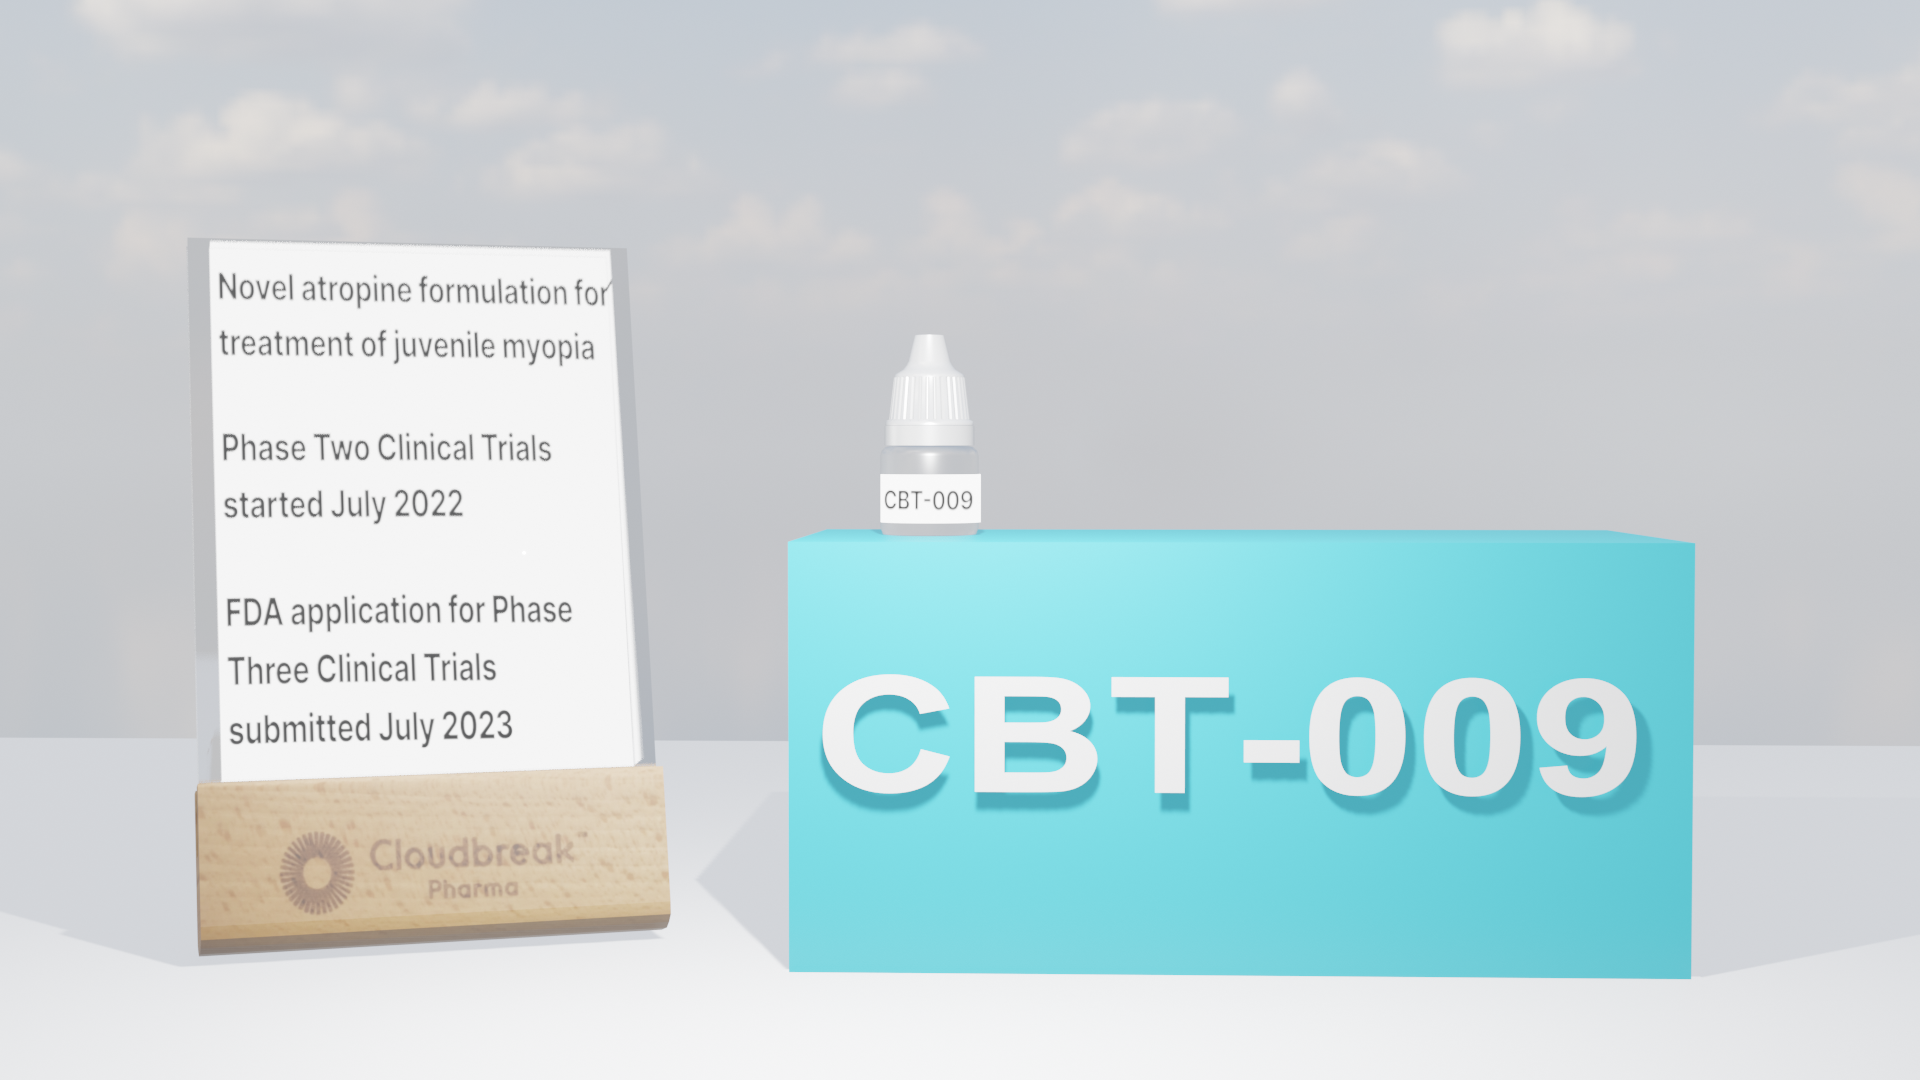 Novel atropine formulation for
treatment of juvenile myopia
Phase Two Clinical Trials
started July 2022
FDA application for Phase
Three Clinical Trials
submitted July 2023
Cloudbreak™
Pharma
CBT-009
CBT-009